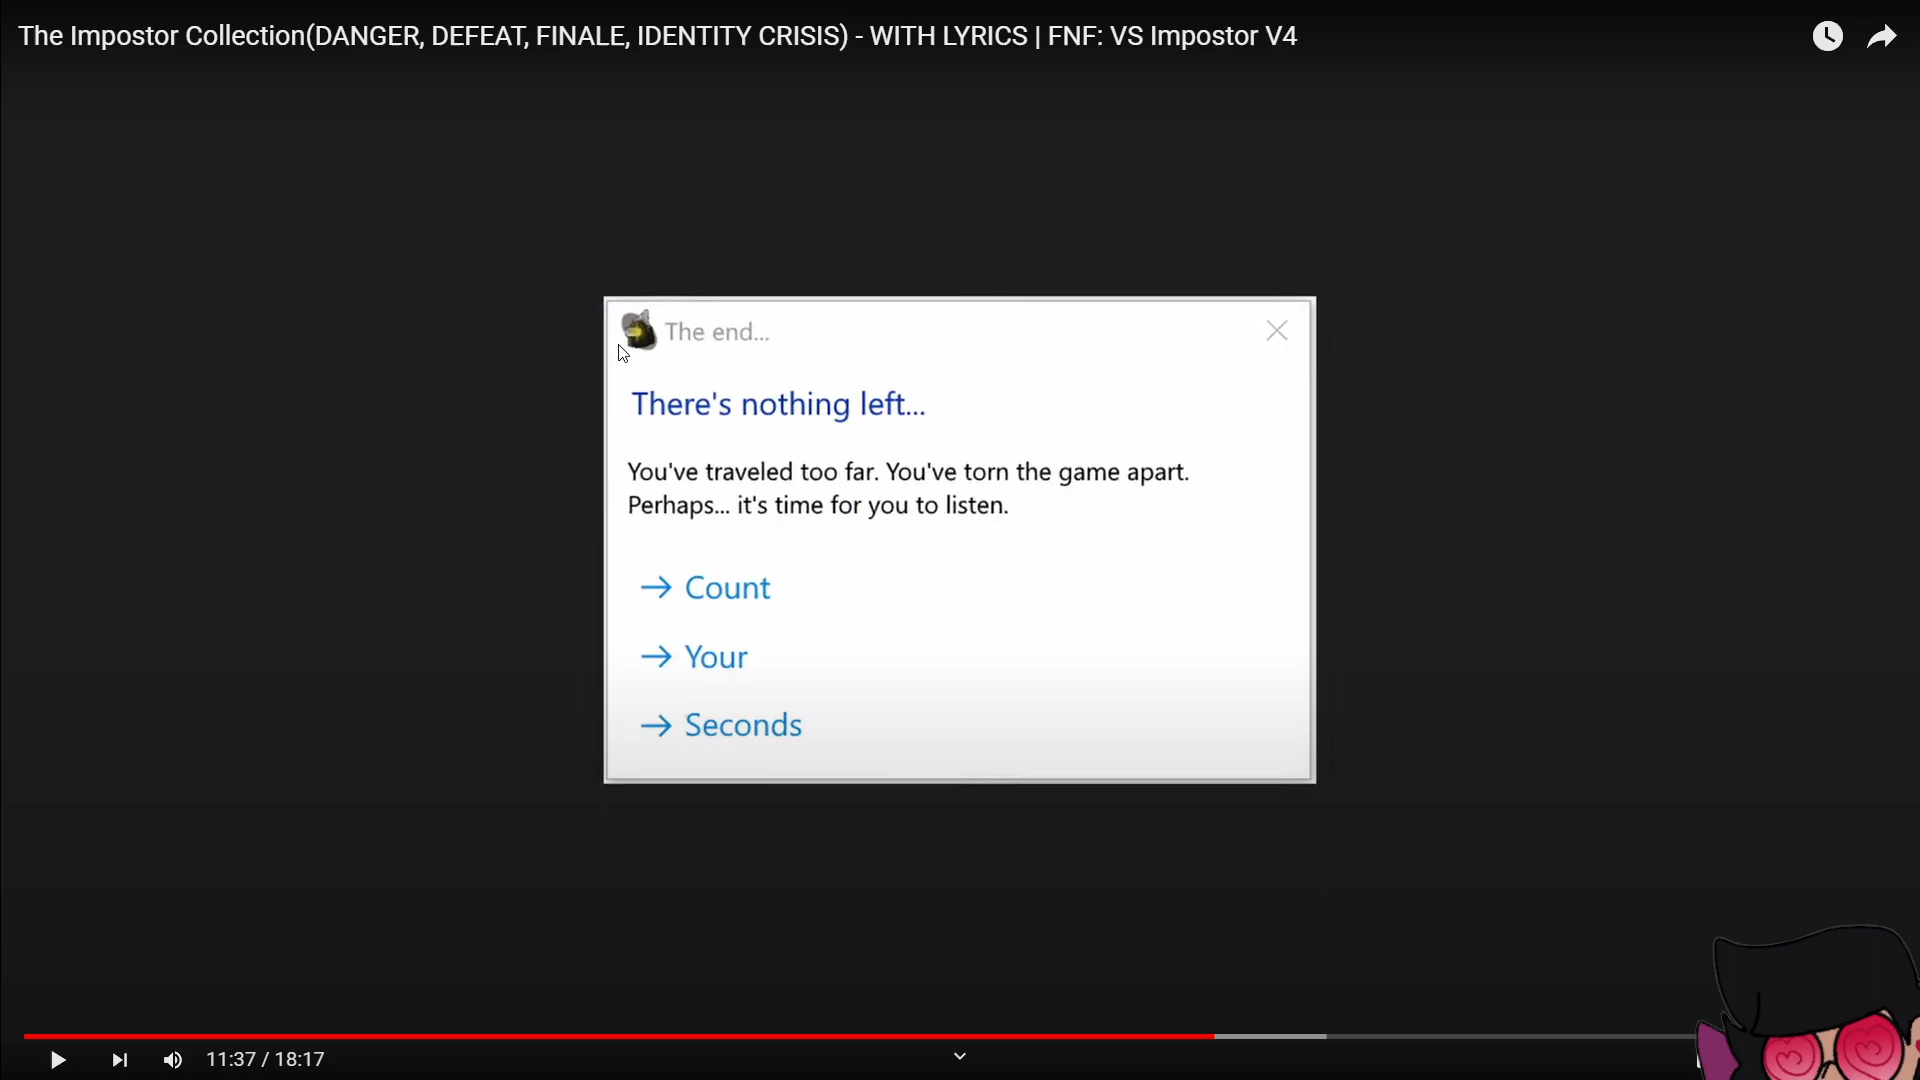 The Impostor Collection(DANGER, DEFEAT, FINALE, IDENTITY CRISIS) - WITH LYRICS | FNF: VS Impostor V4
The end...
There's nothing left...
You've traveled too far. You've torn the game apart.
Perhaps... it's time for you to listen.
→ Count
→ Your
→ Seconds
11:37 / 18:17